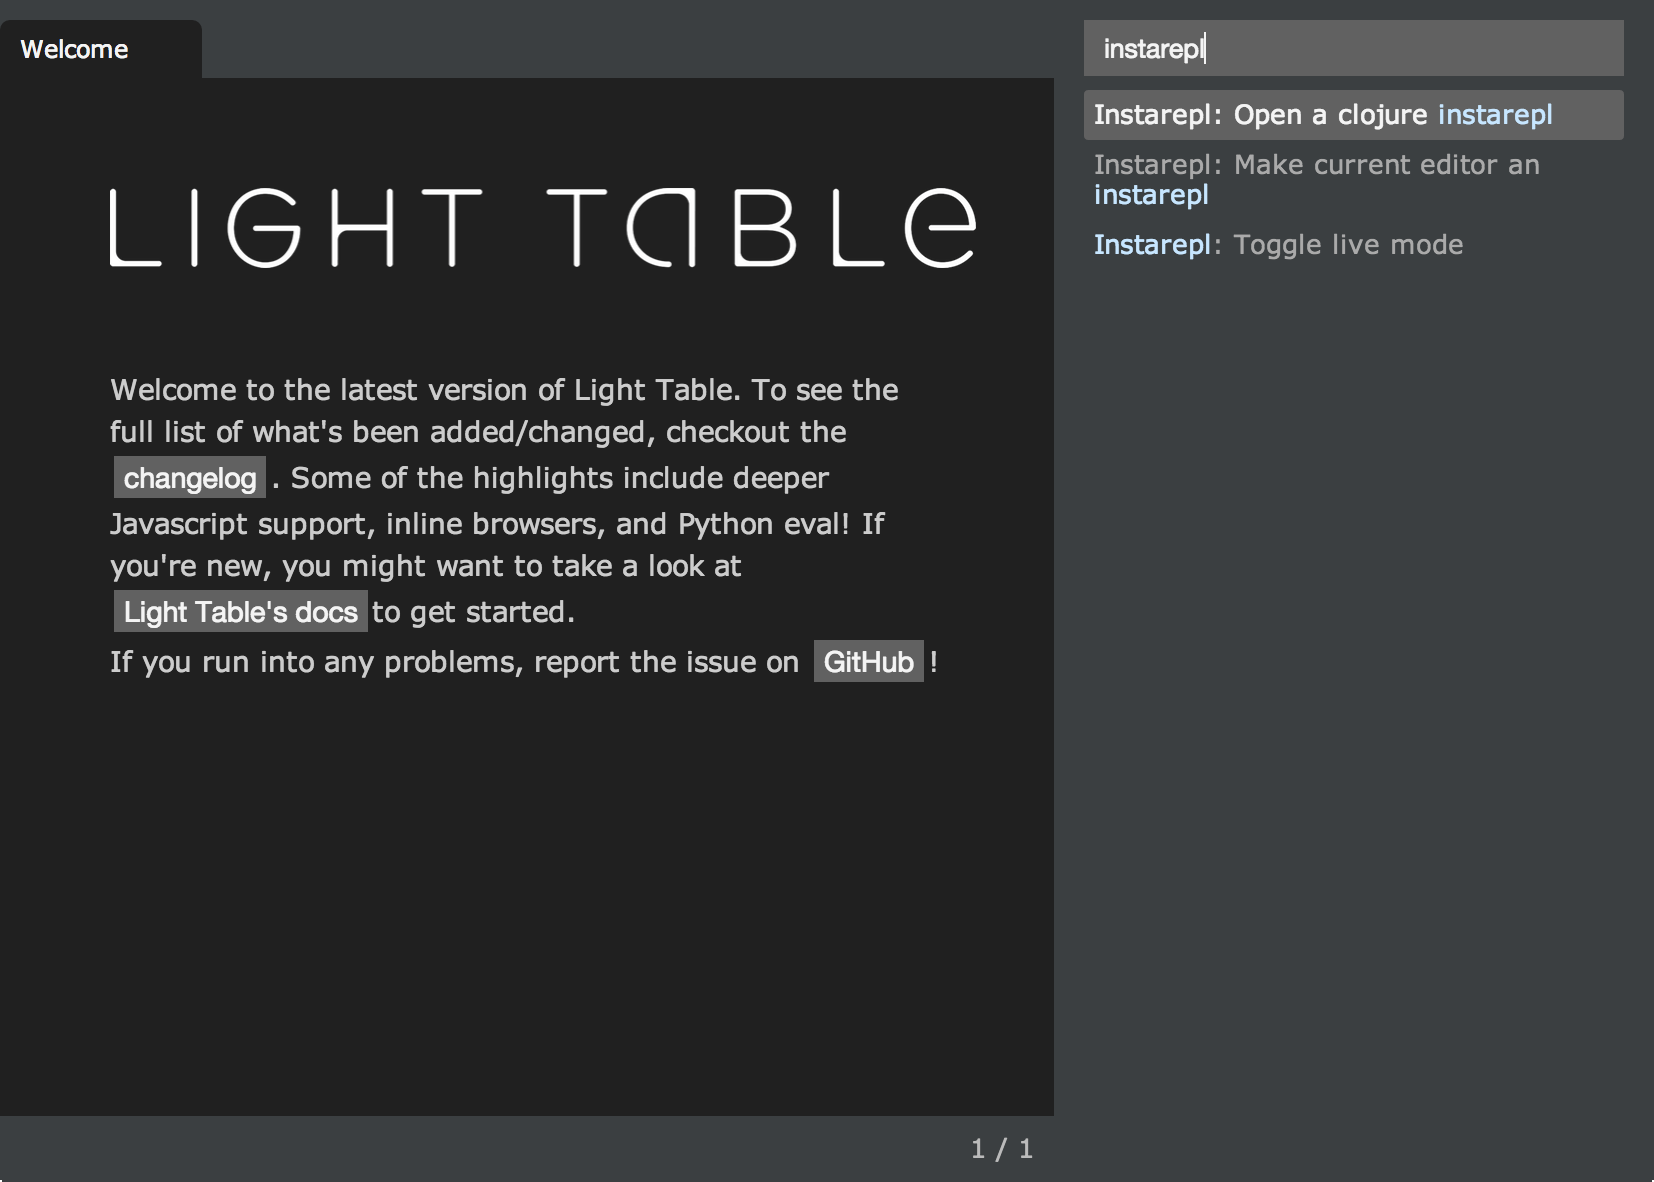 Welcome
LIGHT TABLE
Welcome to the latest version of Light Table. To see the
full list of what's been added/changed, checkout the
changelog . Some of the highlights include deeper
Javascript support, inline browsers, and Python eval! If
you're new, you might want to take a look at
Light Table's docs to get started.
If you run into any problems, report the issue on GitHub !
1 / 1
instarepl
Instarepl: Open a clojure instarepl
Instarepl: Make current editor an
instarepl
Instarepl: Toggle live mode